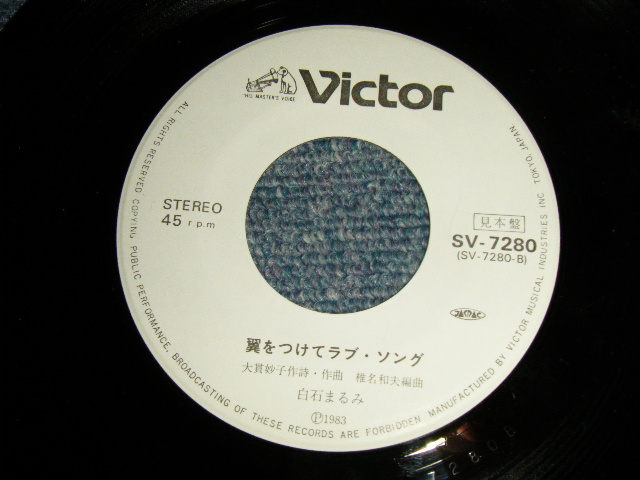 "HIS MASTER'S VOICE"
Victor
STEREO
45 rpm
見本盤
SV-7280
(SV-7280-B)
JASRAC
翼をつけてラブ・ソング
大貫妙子作詩・作曲 椎名和夫編曲
白石まるみ
Ⓟ1983
ALL RIGHTS RESERVED COPYING PUBLIC PERFORMANCE, BROADCASTING OF THESE RECORDS ARE FORBIDDEN MANUFACTURED BY VICTOR MUSICAL INDUSTRIES INC. TOKYO, JAPAN.